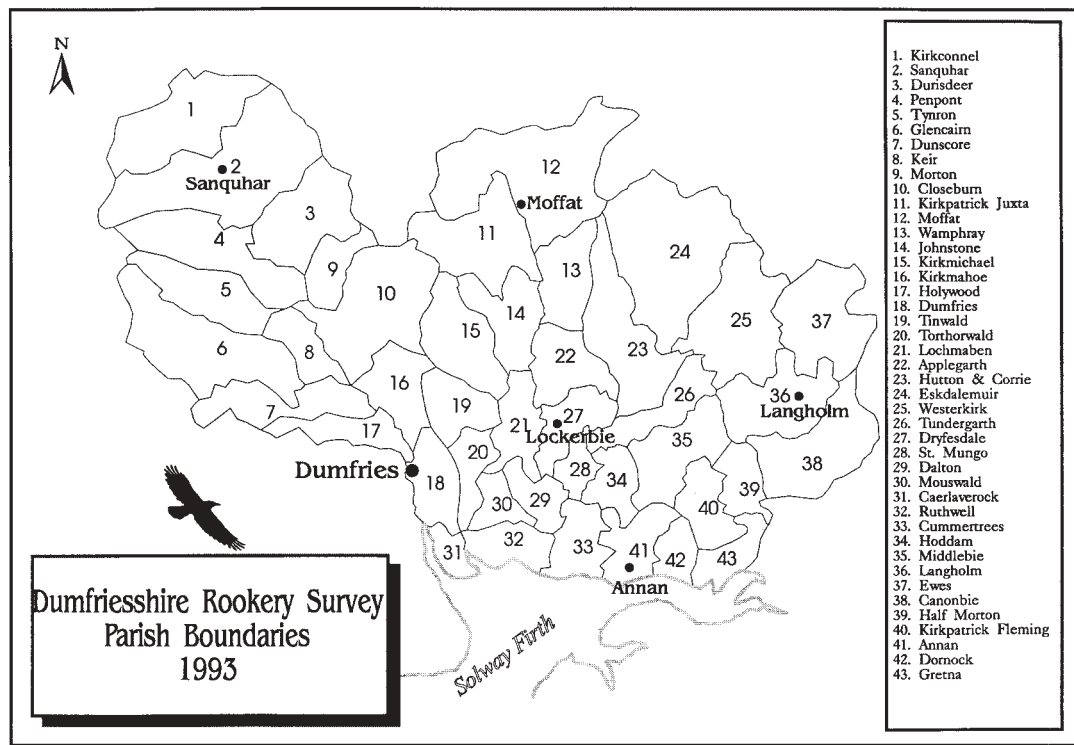 N
1
2
Sanquhar
3
4
5
6
7
8
9
10
11
12
Moffat
13
14
15
16
17
18
19
20
21
22
23
24
25
26
27
Lockerbie
28
29
30
31
32
33
34
35
36
Langholm
37
38
39
40
41
42
43
Dumfries
Annan
Solway Firth
Dumfriesshire Rookery Survey
Parish Boundaries
1993
1. Kirkconnel
2. Sanquhar
3. Durisdeer
4. Penpont
5. Tynron
6. Glencairn
7. Dunscore
8. Keir
9. Morton
10. Closeburn
11. Kirkpatrick Juxta
12. Moffat
13. Wamphray
14. Johnstone
15. Kirkmichael
16. Kirkmahoe
17. Holywood
18. Dumfries
19. Tinwald
20. Torthorwald
21. Lochmaben
22. Applegarth
23. Hutton & Corrie
24. Eskdalemuir
25. Westerkirk
26. Tundergarth
27. Dryfesdale
28. St. Mungo
29. Dalton
30. Mouswald
31. Caerlaverock
32. Ruthwell
33. Cummertrees
34. Hoddam
35. Middlebie
36. Langholm
37. Ewes
38. Canonbie
39. Half Morton
40. Kirkpatrick Fleming
41. Annan
42. Dornock
43. Gretna